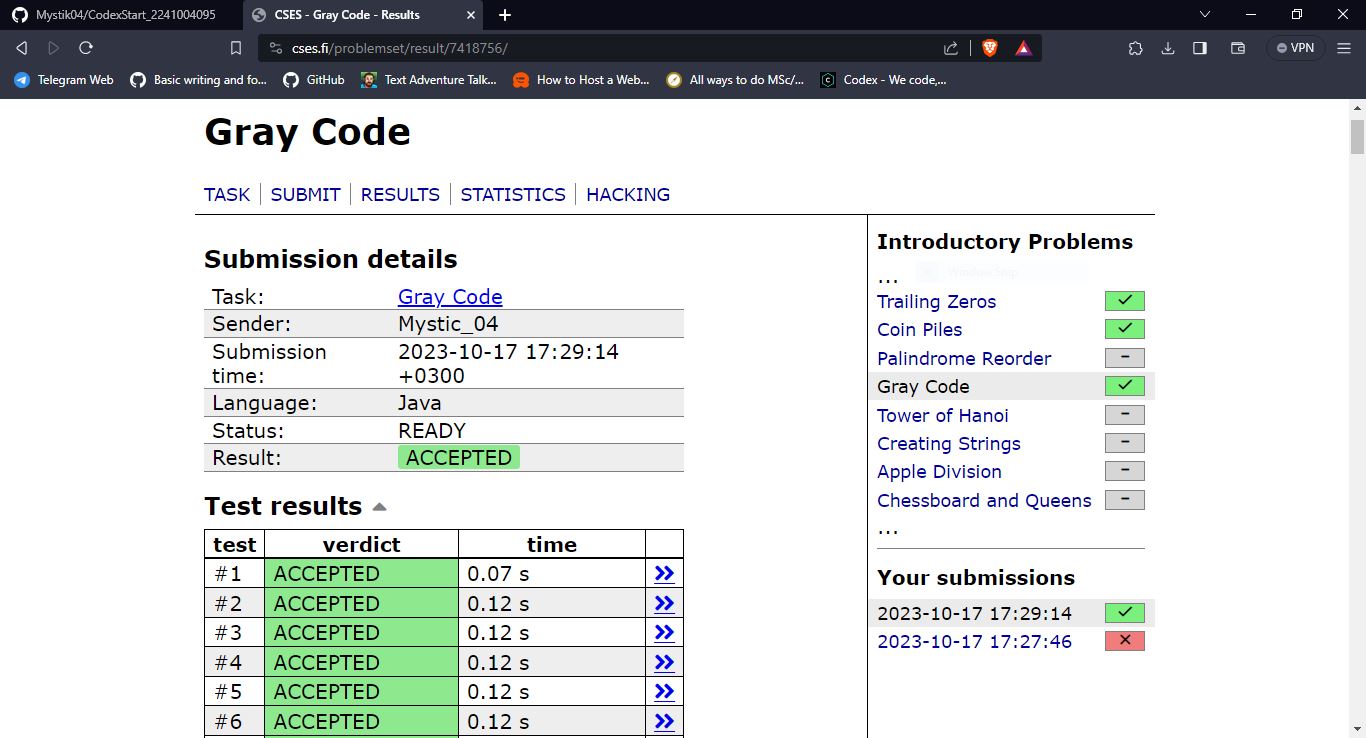 Mystik04/CodexStart_2241004095
CSES - Gray Code - Results
cses.fi/problemset/result/7418756/
VPN
Telegram Web
Basic writing and fo...
GitHub
Text Adventure Talk...
How to Host a Web...
All ways to do MSc/...
Codex - We code,...
Gray Code
TASK | SUBMIT | RESULTS | STATISTICS | HACKING
Submission details
Task: Gray Code
Sender: Mystic_04
Submission time: 2023-10-17 17:29:14 +0300
Language: Java
Status: READY
Result: ACCEPTED
Test results
test verdict time
#1 ACCEPTED 0.07 s »
#2 ACCEPTED 0.12 s »
#3 ACCEPTED 0.12 s »
#4 ACCEPTED 0.12 s »
#5 ACCEPTED 0.12 s »
#6 ACCEPTED 0.12 s »
Introductory Problems
...
Trailing Zeros
Coin Piles
Palindrome Reorder
Gray Code
Tower of Hanoi
Creating Strings
Apple Division
Chessboard and Queens
...
Your submissions
2023-10-17 17:29:14
2023-10-17 17:27:46